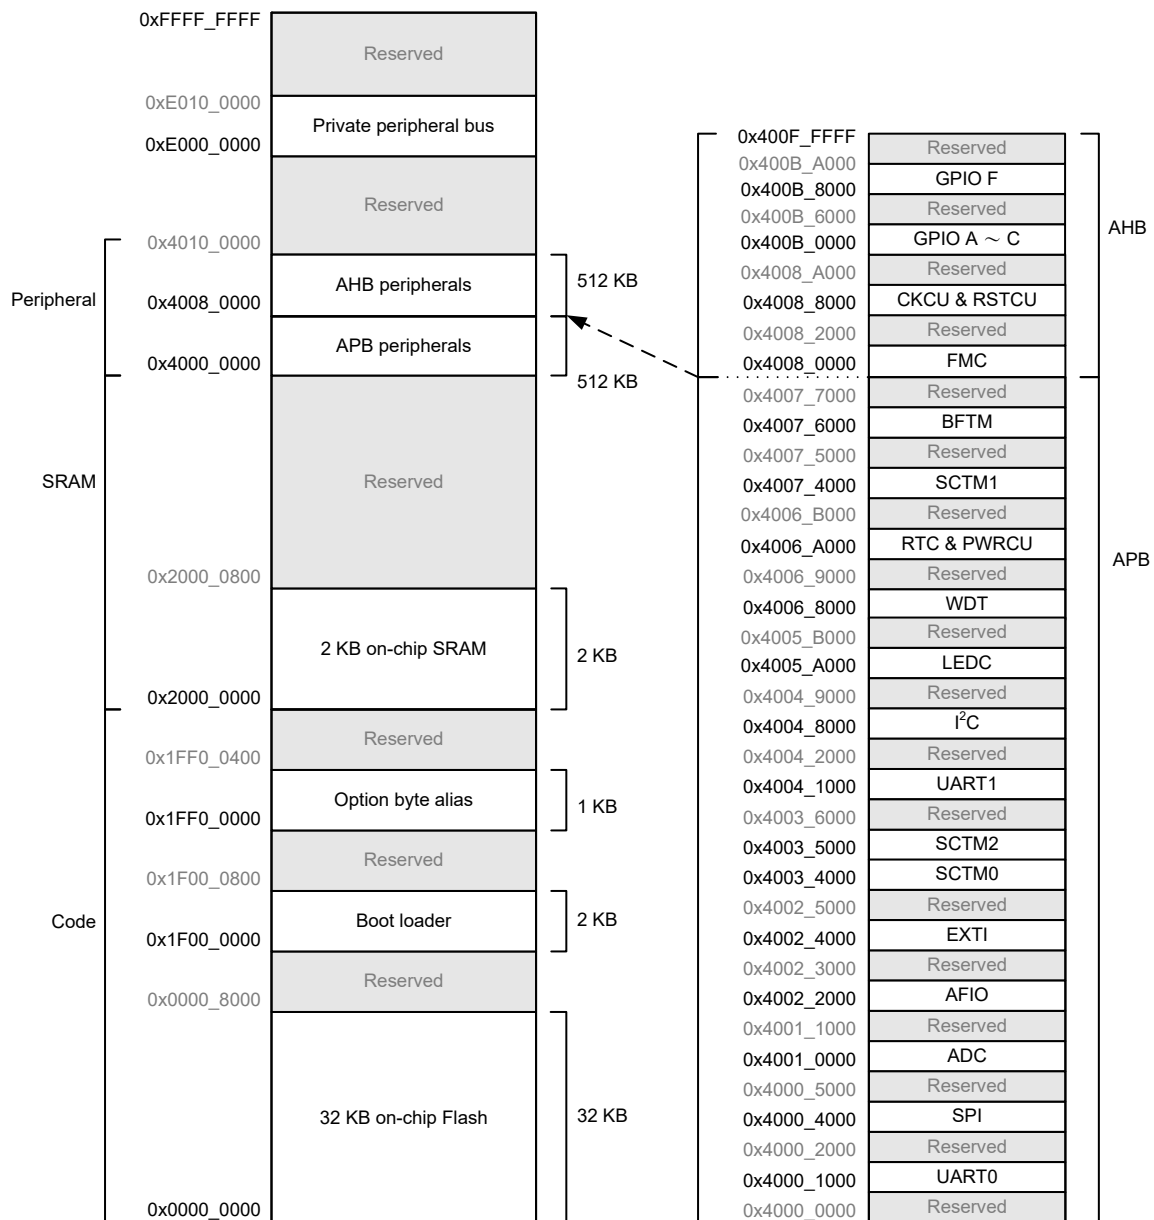 0xFFFF_FFFF
Reserved
0xE010_0000
Private peripheral bus
0xE000_0000
Reserved
0x4010_0000
Peripheral
AHB peripherals
512 KB
0x4008_0000
APB peripherals
0x4000_0000
512 KB
SRAM
Reserved
0x2000_0800
2 KB on-chip SRAM
2 KB
0x2000_0000
Reserved
0x1FF0_0400
Option byte alias
1 KB
0x1FF0_0000
Reserved
0x1F00_0800
Code
Boot loader
2 KB
0x1F00_0000
Reserved
0x0000_8000
32 KB on-chip Flash
32 KB
0x0000_0000
0x400F_FFFF
Reserved
0x400B_A000
GPIO F
0x400B_8000
Reserved
0x400B_6000
GPIO A ~ C
0x400B_0000
AHB
Reserved
0x4008_A000
CKCU & RSTCU
0x4008_8000
Reserved
0x4008_2000
FMC
0x4008_0000
Reserved
0x4007_7000
BFTM
0x4007_6000
Reserved
0x4007_5000
SCTM1
0x4007_4000
Reserved
0x4006_B000
RTC & PWRCU
0x4006_A000
APB
Reserved
0x4006_9000
WDT
0x4006_8000
Reserved
0x4005_B000
LEDC
0x4005_A000
Reserved
0x4004_9000
I²C
0x4004_8000
Reserved
0x4004_2000
UART1
0x4004_1000
Reserved
0x4003_6000
SCTM2
0x4003_5000
SCTM0
0x4003_4000
Reserved
0x4002_5000
EXTI
0x4002_4000
Reserved
0x4002_3000
AFIO
0x4002_2000
Reserved
0x4001_1000
ADC
0x4001_0000
Reserved
0x4000_5000
SPI
0x4000_4000
Reserved
0x4000_2000
UART0
0x4000_1000
Reserved
0x4000_0000